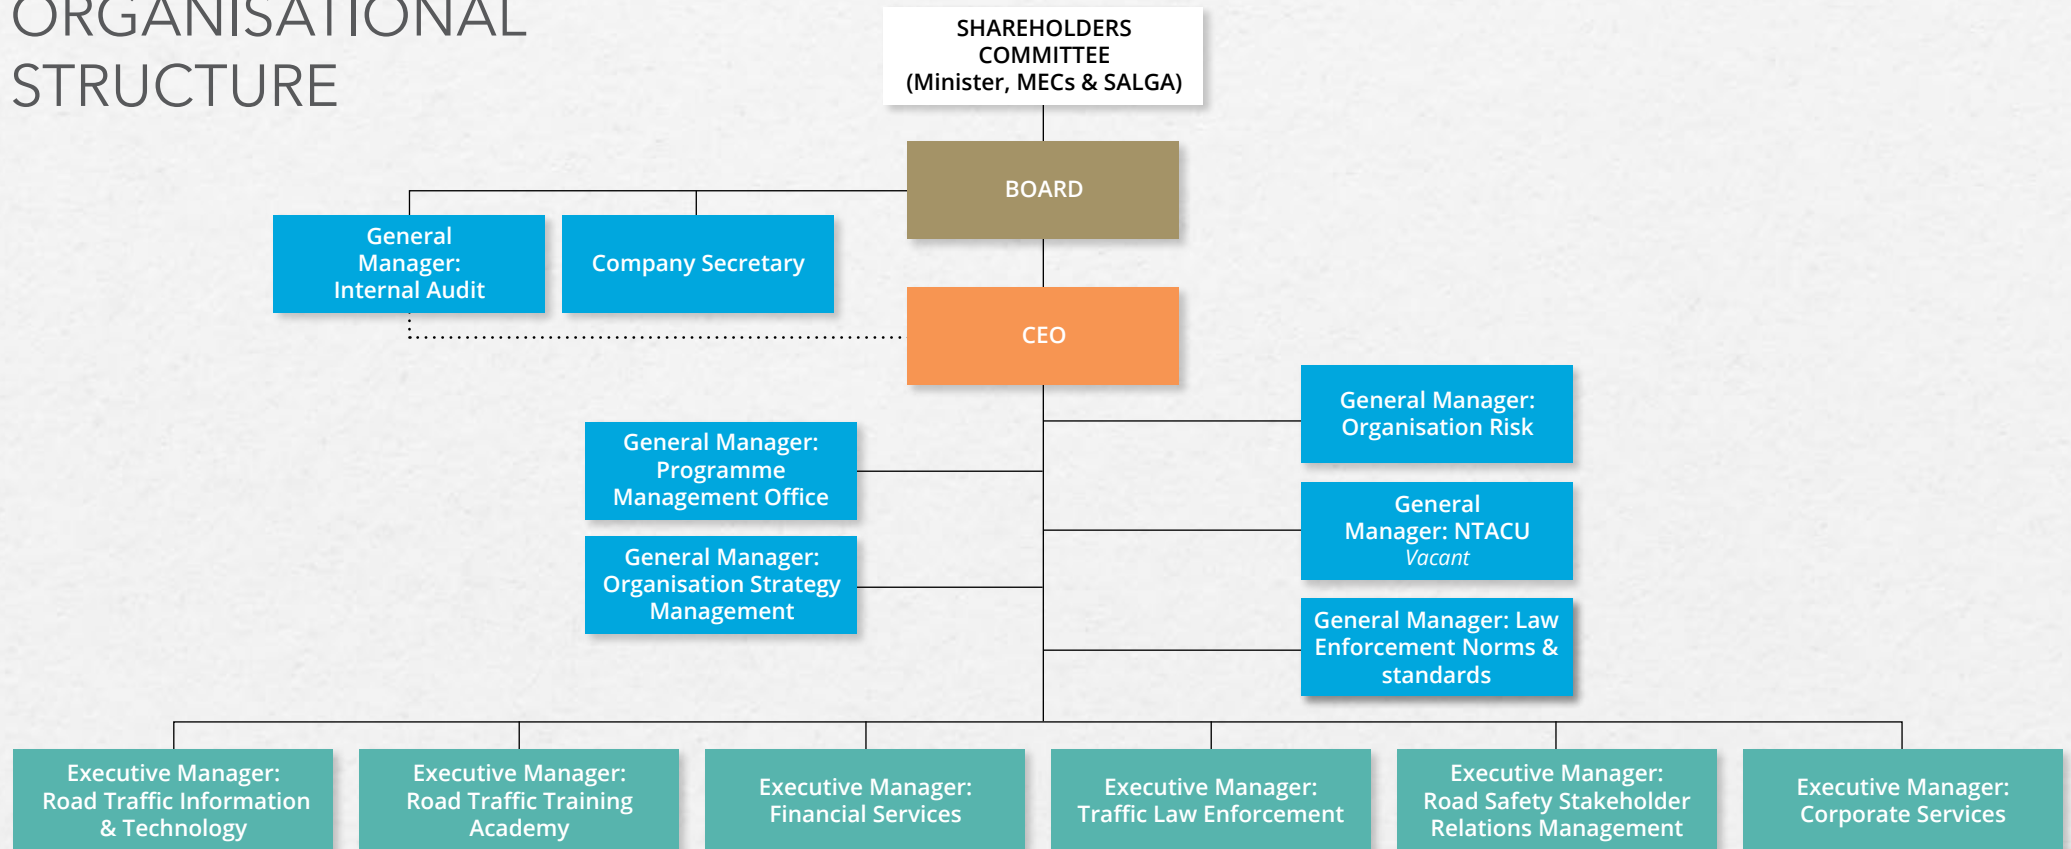 ORGANISATIONAL
STRUCTURE
SHAREHOLDERS
COMMITTEE
(Minister, MECs & SALGA)
BOARD
General
Manager:
Internal Audit
Company Secretary
CEO
General Manager:
Organisation Risk
General Manager:
Programme
Management Office
General
Manager: NTACU
Vacant
General Manager:
Organisation Strategy
Management
General Manager: Law
Enforcement Norms &
standards
Executive Manager:
Road Traffic Information
& Technology
Executive Manager:
Road Traffic Training
Academy
Executive Manager:
Financial Services
Executive Manager:
Traffic Law Enforcement
Executive Manager:
Road Safety Stakeholder
Relations Management
Executive Manager:
Corporate Services